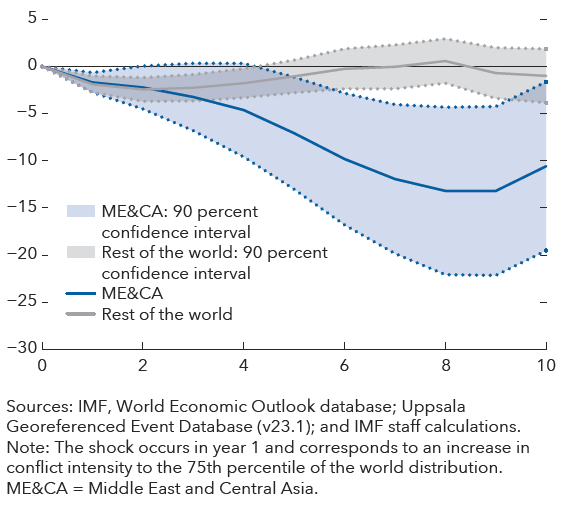 5
0
−5
−10
−15
−20
−25
−30
ME&CA: 90 percent
confidence interval
Rest of the world: 90 percent
confidence interval
ME&CA
Rest of the world
0 2 4 6 8 10
Sources: IMF, World Economic Outlook database; Uppsala
Georeferenced Event Database (v23.1); and IMF staff calculations.
Note: The shock occurs in year 1 and corresponds to an increase in
conflict intensity to the 75th percentile of the world distribution.
ME&CA = Middle East and Central Asia.